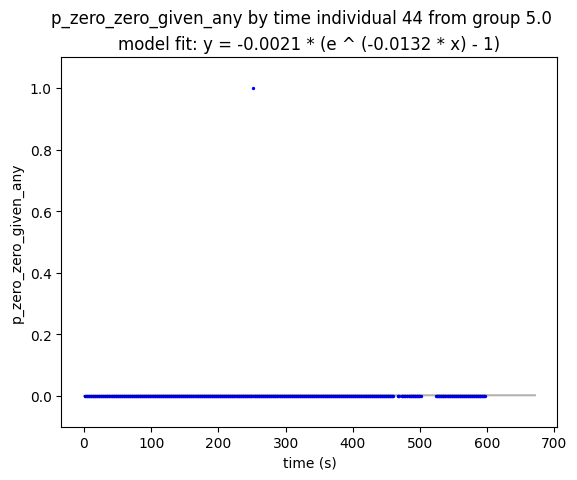 p_zero_zero_given_any by time individual 44 from group 5.0
model fit: y = -0.0021 * (e ^ (-0.0132 * x) - 1)
1.0
0.8
0.6
0.4
0.2
0.0
p_zero_zero_given_any
0 100 200 300 400 500 600 700
time (s)